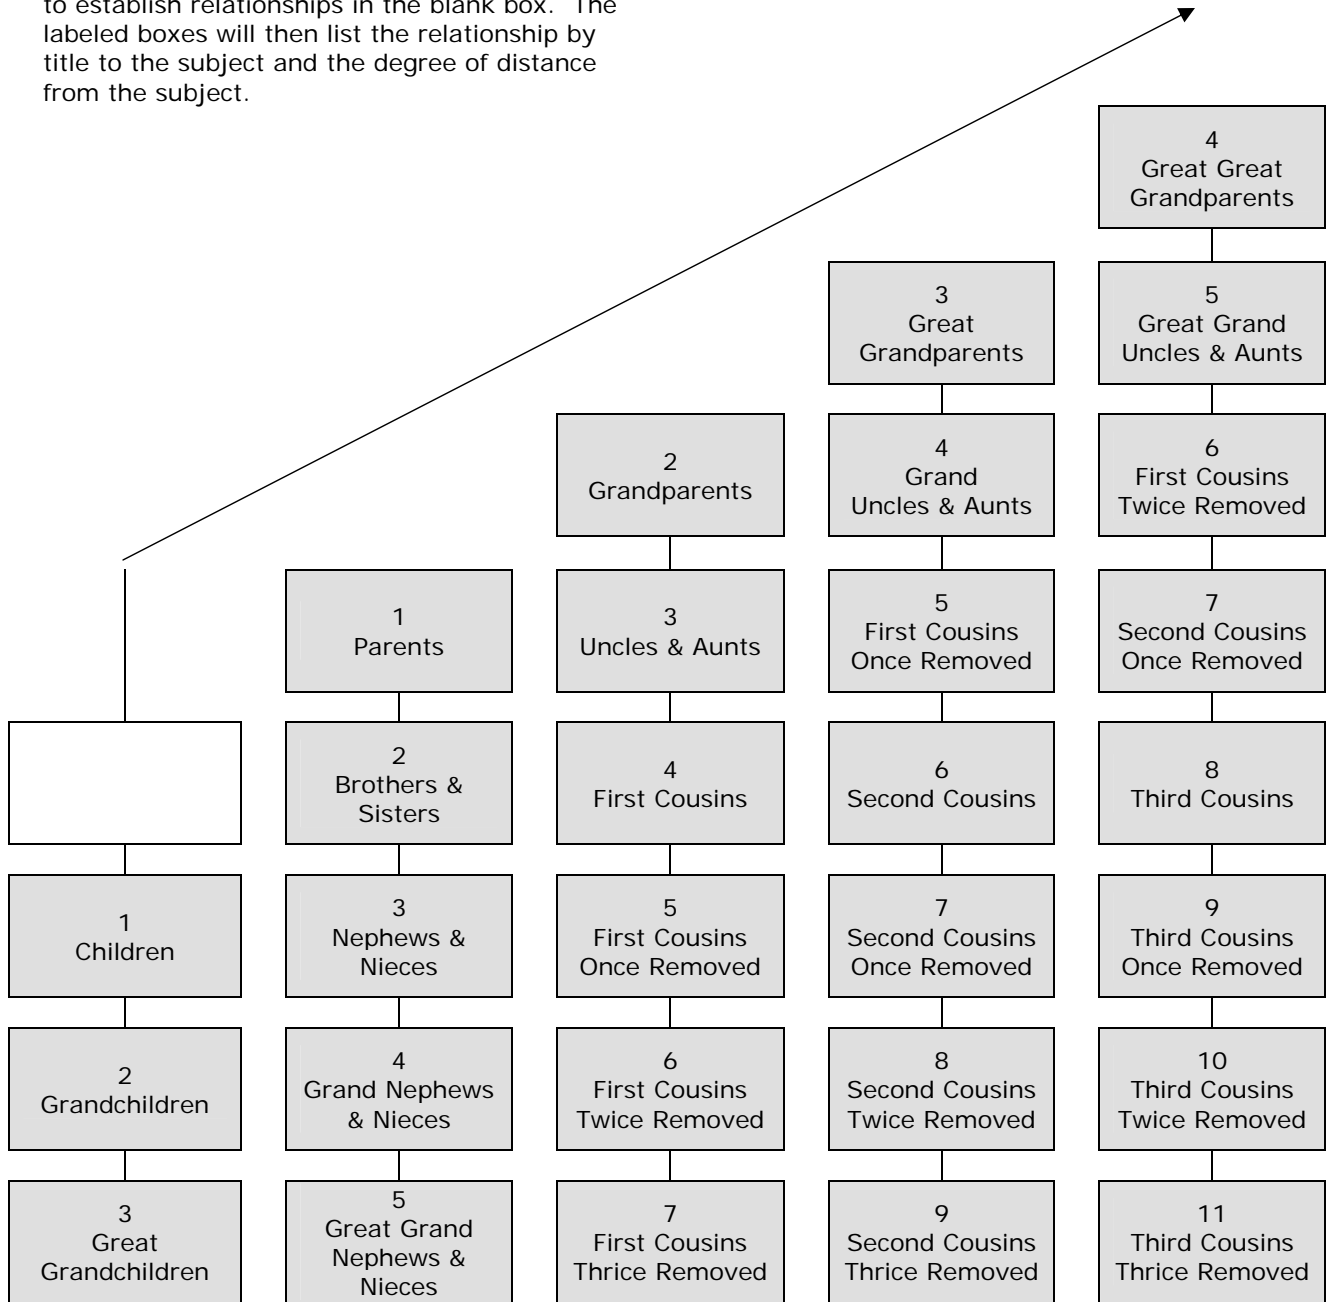 to establish relationships in the blank box. The
labeled boxes will then list the relationship by
title to the subject and the degree of distance
from the subject.
4
Great Great
Grandparents
3
Great
Grandparents
5
Great Grand
Uncles & Aunts
2
Grandparents
4
Grand
Uncles & Aunts
6
First Cousins
Twice Removed
1
Parents
3
Uncles & Aunts
5
First Cousins
Once Removed
7
Second Cousins
Once Removed
2
Brothers &
Sisters
4
First Cousins
6
Second Cousins
8
Third Cousins
1
Children
3
Nephews &
Nieces
5
First Cousins
Once Removed
7
Second Cousins
Once Removed
9
Third Cousins
Once Removed
2
Grandchildren
4
Grand Nephews
& Nieces
6
First Cousins
Twice Removed
8
Second Cousins
Twice Removed
10
Third Cousins
Twice Removed
3
Great
Grandchildren
5
Great Grand
Nephews &
Nieces
7
First Cousins
Thrice Removed
9
Second Cousins
Thrice Removed
11
Third Cousins
Thrice Removed